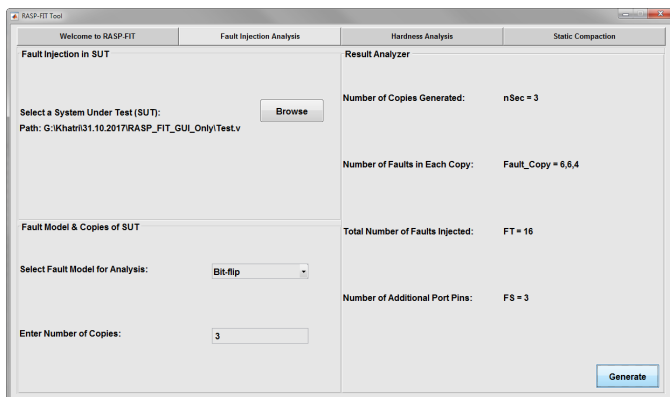 RASP-FIT Tool
Welcome to RASP-FIT
Fault Injection Analysis
Hardness Analysis
Static Compaction
Fault Injection in SUT
Select a System Under Test (SUT):
Browse
Path: G:\Khatri\31.10.2017\RASP_FIT_GUI_Only\Test.v
Fault Model & Copies of SUT
Select Fault Model for Analysis:
Bit-flip
Enter Number of Copies:
3
Result Analyzer
Number of Copies Generated:
nSec = 3
Number of Faults in Each Copy:
Fault_Copy = 6,6,4
Total Number of Faults Injected:
FT = 16
Number of Additional Port Pins:
FS = 3
Generate